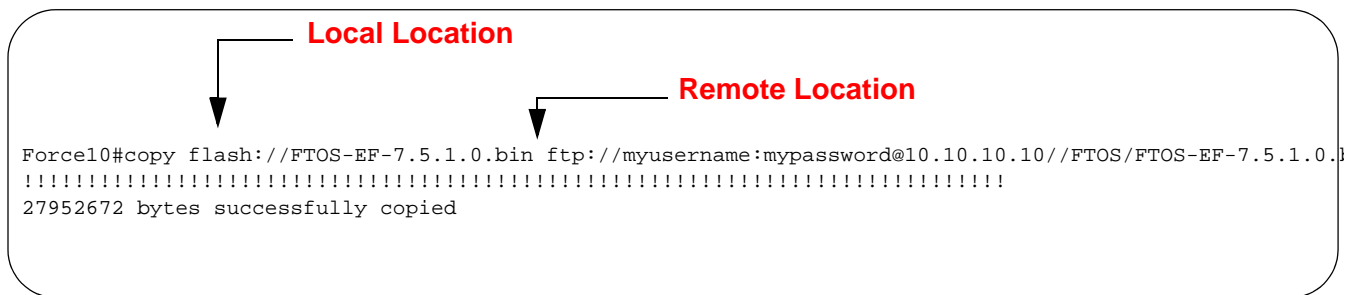 Local Location
Remote Location
Force10#copy flash://FTOS-EF-7.5.1.0.bin ftp://myusername:mypassword@10.10.10.10//FTOS/FTOS-EF-7.5.1.0.
!!!!!!!!!!!!!!!!!!!!!!!!!!!!!!!!!!!!!!!!!!!!!!!!!!!!!!!!!!!!!!!!!!!!!!!!!!!!
27952672 bytes successfully copied